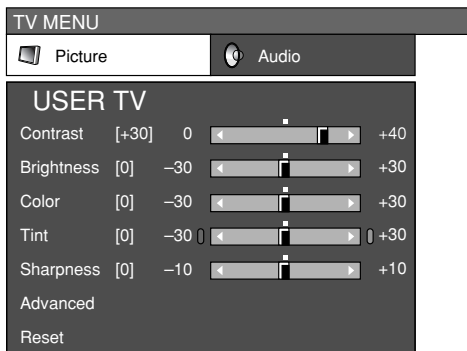 TV MENU
Picture Audio
USER TV
Contrast [+30] 0 +40
Brightness [0] –30 +30
Color [0] –30 +30
Tint [0] –30 +30
Sharpness [0] –10 +10
Advanced
Reset